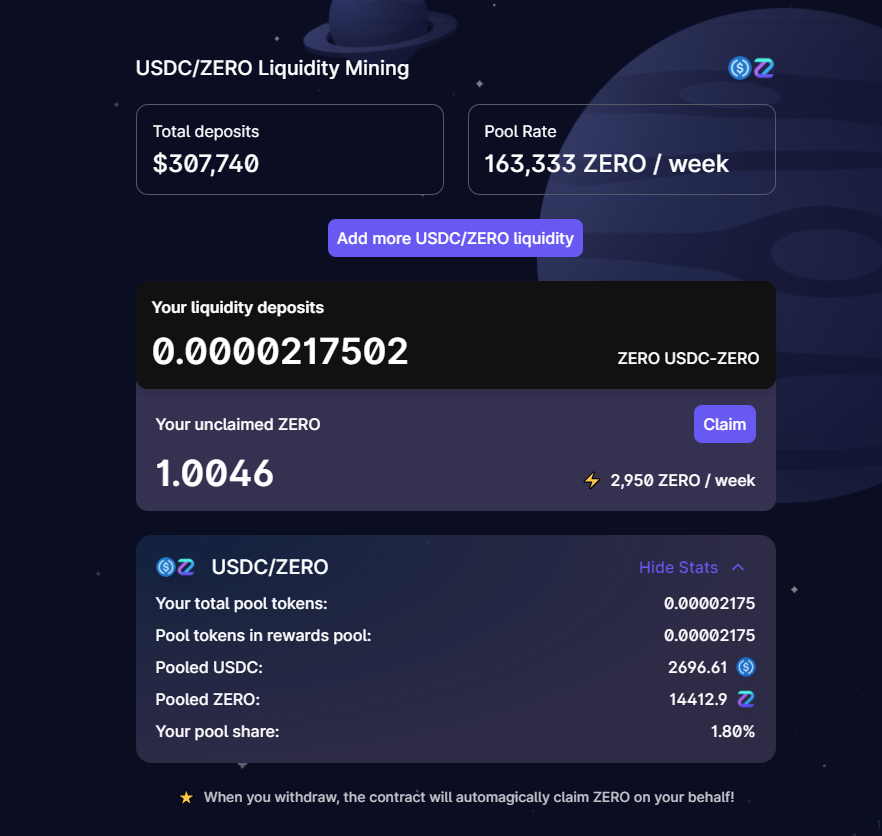 USDC/ZERO Liquidity Mining
Total deposits
$307,740
Pool Rate
163,333 ZERO / week
Add more USDC/ZERO liquidity
Your liquidity deposits
0.0000217502
ZERO USDC-ZERO
Your unclaimed ZERO
Claim
1.0046
2,950 ZERO / week
USDC/ZERO
Hide Stats
Your total pool tokens: 0.00002175
Pool tokens in rewards pool: 0.00002175
Pooled USDC: 2696.61
Pooled ZERO: 14412.9
Your pool share: 1.80%
When you withdraw, the contract will automagically claim ZERO on your behalf!